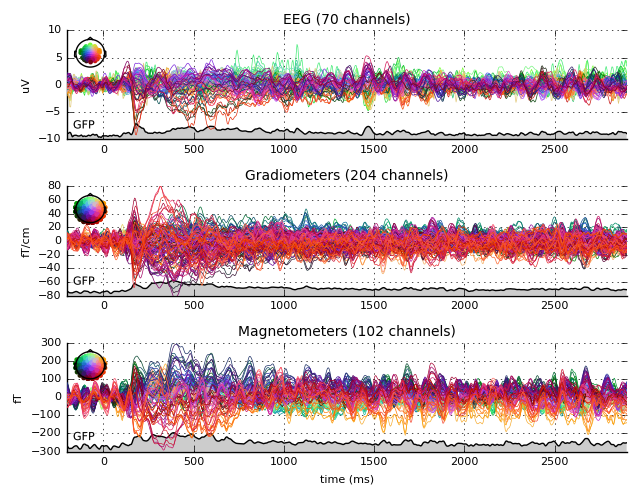 EEG (70 channels)
10
5
0
−5
−10
uV
GFP
0 500 1000 1500 2000 2500
Gradiometers (204 channels)
80
60
40
20
0
−20
−40
−60
−80
fT/cm
GFP
0 500 1000 1500 2000 2500
Magnetometers (102 channels)
300
200
100
0
−100
−200
−300
fT
GFP
0 500 1000 1500 2000 2500
time (ms)